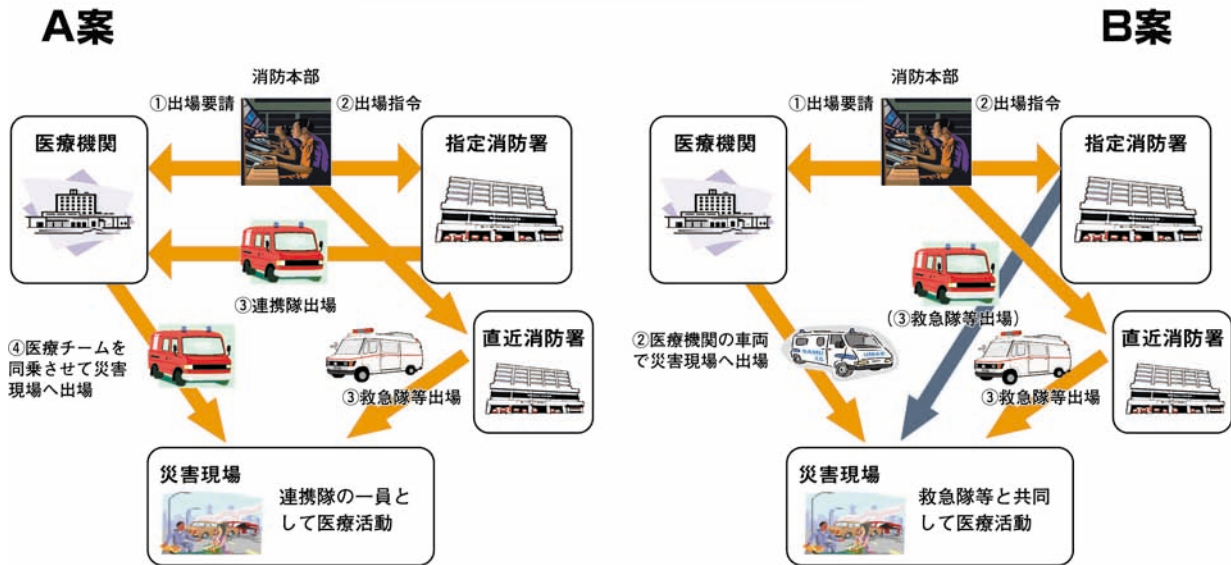 A案
消防本部
①出場要請
②出場指令
医療機関
指定消防署
③連携隊出場
④医療チームを
同乗させて災害
現場へ出場
直近消防署
③救急隊等出場
災害現場
連携隊の一員と
して医療活動
B案
消防本部
①出場要請
②出場指令
医療機関
指定消防署
(③救急隊等出場)
②医療機関の車両
で災害現場へ出場
直近消防署
③救急隊等出場
災害現場
救急隊等と共同
して医療活動